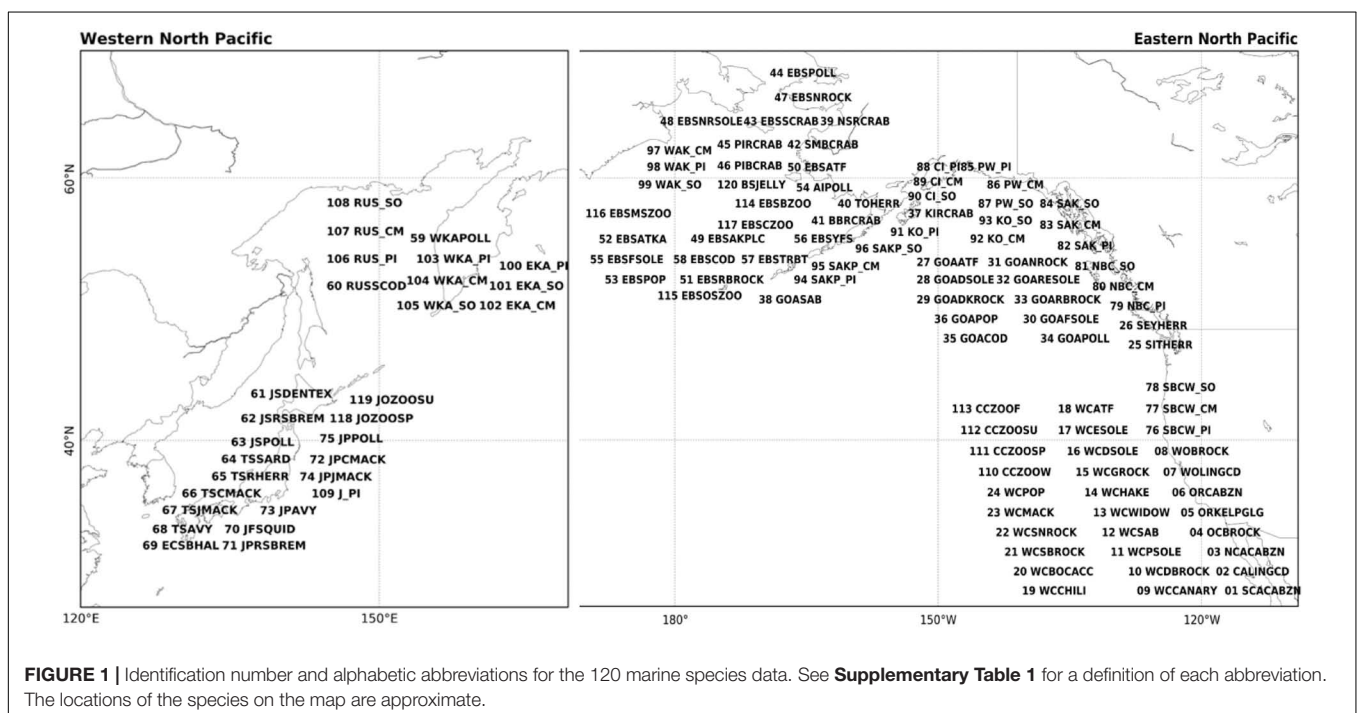 Western North Pacific
Eastern North Pacific
44 EBSPOLL
47 EBSNROCK
48 EBSNRSOLE 43 EBSSCRAB 39 NSRCRAB
45 PIRCRAB 42 SMBCRAB
97 WAK_CM
98 WAK_PI 46 PIBCRAB 50 EBSATF
88 CI_PI 85 PW_PI
60°N
99 WAK_SO 120 BSJELLY 54 AIPOLL
89 CI_CM 86 PW_CM
90 CI_SO
108 RUS_SO
114 EBSBZOO 40 TOHERR
87 PW_SO 84 SAK_SO
116 EBSMSZOO
37 KIRCRAB
117 EBSCZOO 41 BBRCRAB
93 KO_SO 83 SAK_CM
107 RUS_CM
59 WKAPOLL
91 KO_PI
52 EBSATKA 49 EBSAKPLC 56 EBSYFS
92 KO_CM
82 SAK_PI
96 SAKP_SO
106 RUS_PI 103 WKA_PI
100 EKA_PI
55 EBSFSOLE 58 EBSCOD 57 EBSTRBT
95 SAKP_CM
27 GOAATF 31 GOANROCK
81 NBC_SO
60 RUSSCOD 104 WKA_CM 101 EKA_SO
53 EBSPOP 51 EBSRBROCK 94 SAKP_PI
28 GOADSOLE 32 GOARESOLE
80 NBC_CM
105 WKA_SO 102 EKA_CM
115 EBSOSZOO 38 GOASAB
29 GOADKROCK 33 GOARBROCK
79 NBC_PI
36 GOAPOP 30 GOAFSOLE
26 SEYHERR
35 GOACOD 34 GOAPOLL
25 SITHERR
61 JSDENTEX 119 JOZOOSU
78 SBCW_SO
62 JSRSBREM 118 JOZOOSP
113 CCZOOF 18 WCATF 77 SBCW_CM
63 JSPOLL 75 JPPOLL
112 CCZOOSU 17 WCESOLE 76 SBCW_PI
40°N
64 TSSARD 72 JPCMACK
111 CCZOOSP 16 WCDSOLE 08 WOBROCK
65 TSRHERR 74 JPJMACK
110 CCZOOW 15 WCGROCK 07 WOLINGCD
66 TSCMACK 109 J_PI
24 WCPOP 14 WCHAKE 06 ORCABZN
67 TSJMACK 73 JPAVY
23 WCMACK 13 WCWIDOW 05 ORKELPGLG
68 TSAVY 70 JFSQUID
22 WCSNROCK 12 WCSAB 04 OCBROCK
69 ECSBHAL 71 JPRSBREM
21 WCSBROCK 11 WCPSOLE 03 NCACABZN
20 WCBOCACC 10 WCDBROCK 02 CALINGCD
19 WCCHILI 09 WCCANARY 01 SCACABZN
120°E 150°E 180° 150°W 120°W
FIGURE 1 | Identification number and alphabetic abbreviations for the 120 marine species data. See Supplementary Table 1 for a definition of each abbreviation.
The locations of the species on the map are approximate.